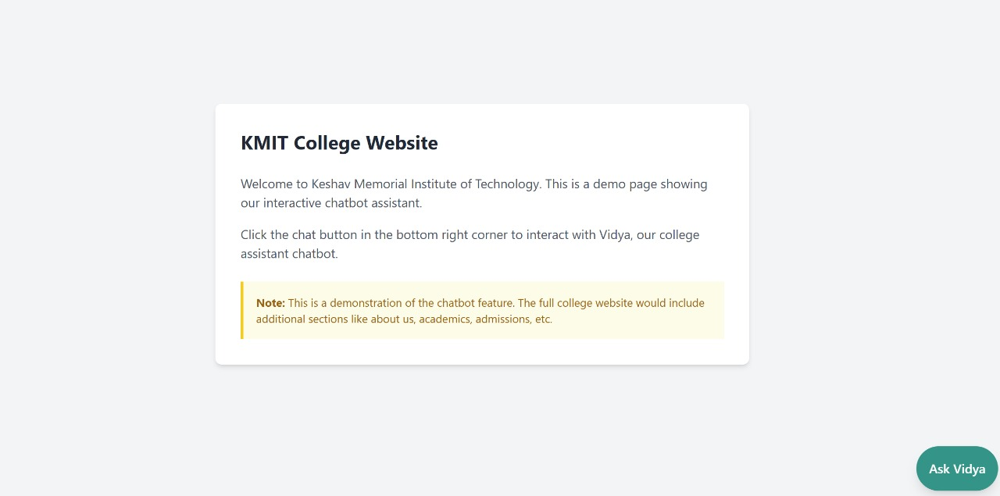 KMIT College Website
Welcome to Keshav Memorial Institute of Technology. This is a demo page showing
our interactive chatbot assistant.
Click the chat button in the bottom right corner to interact with Vidya, our college
assistant chatbot.
Note: This is a demonstration of the chatbot feature. The full college website would include
additional sections like about us, academics, admissions, etc.
Ask Vidya